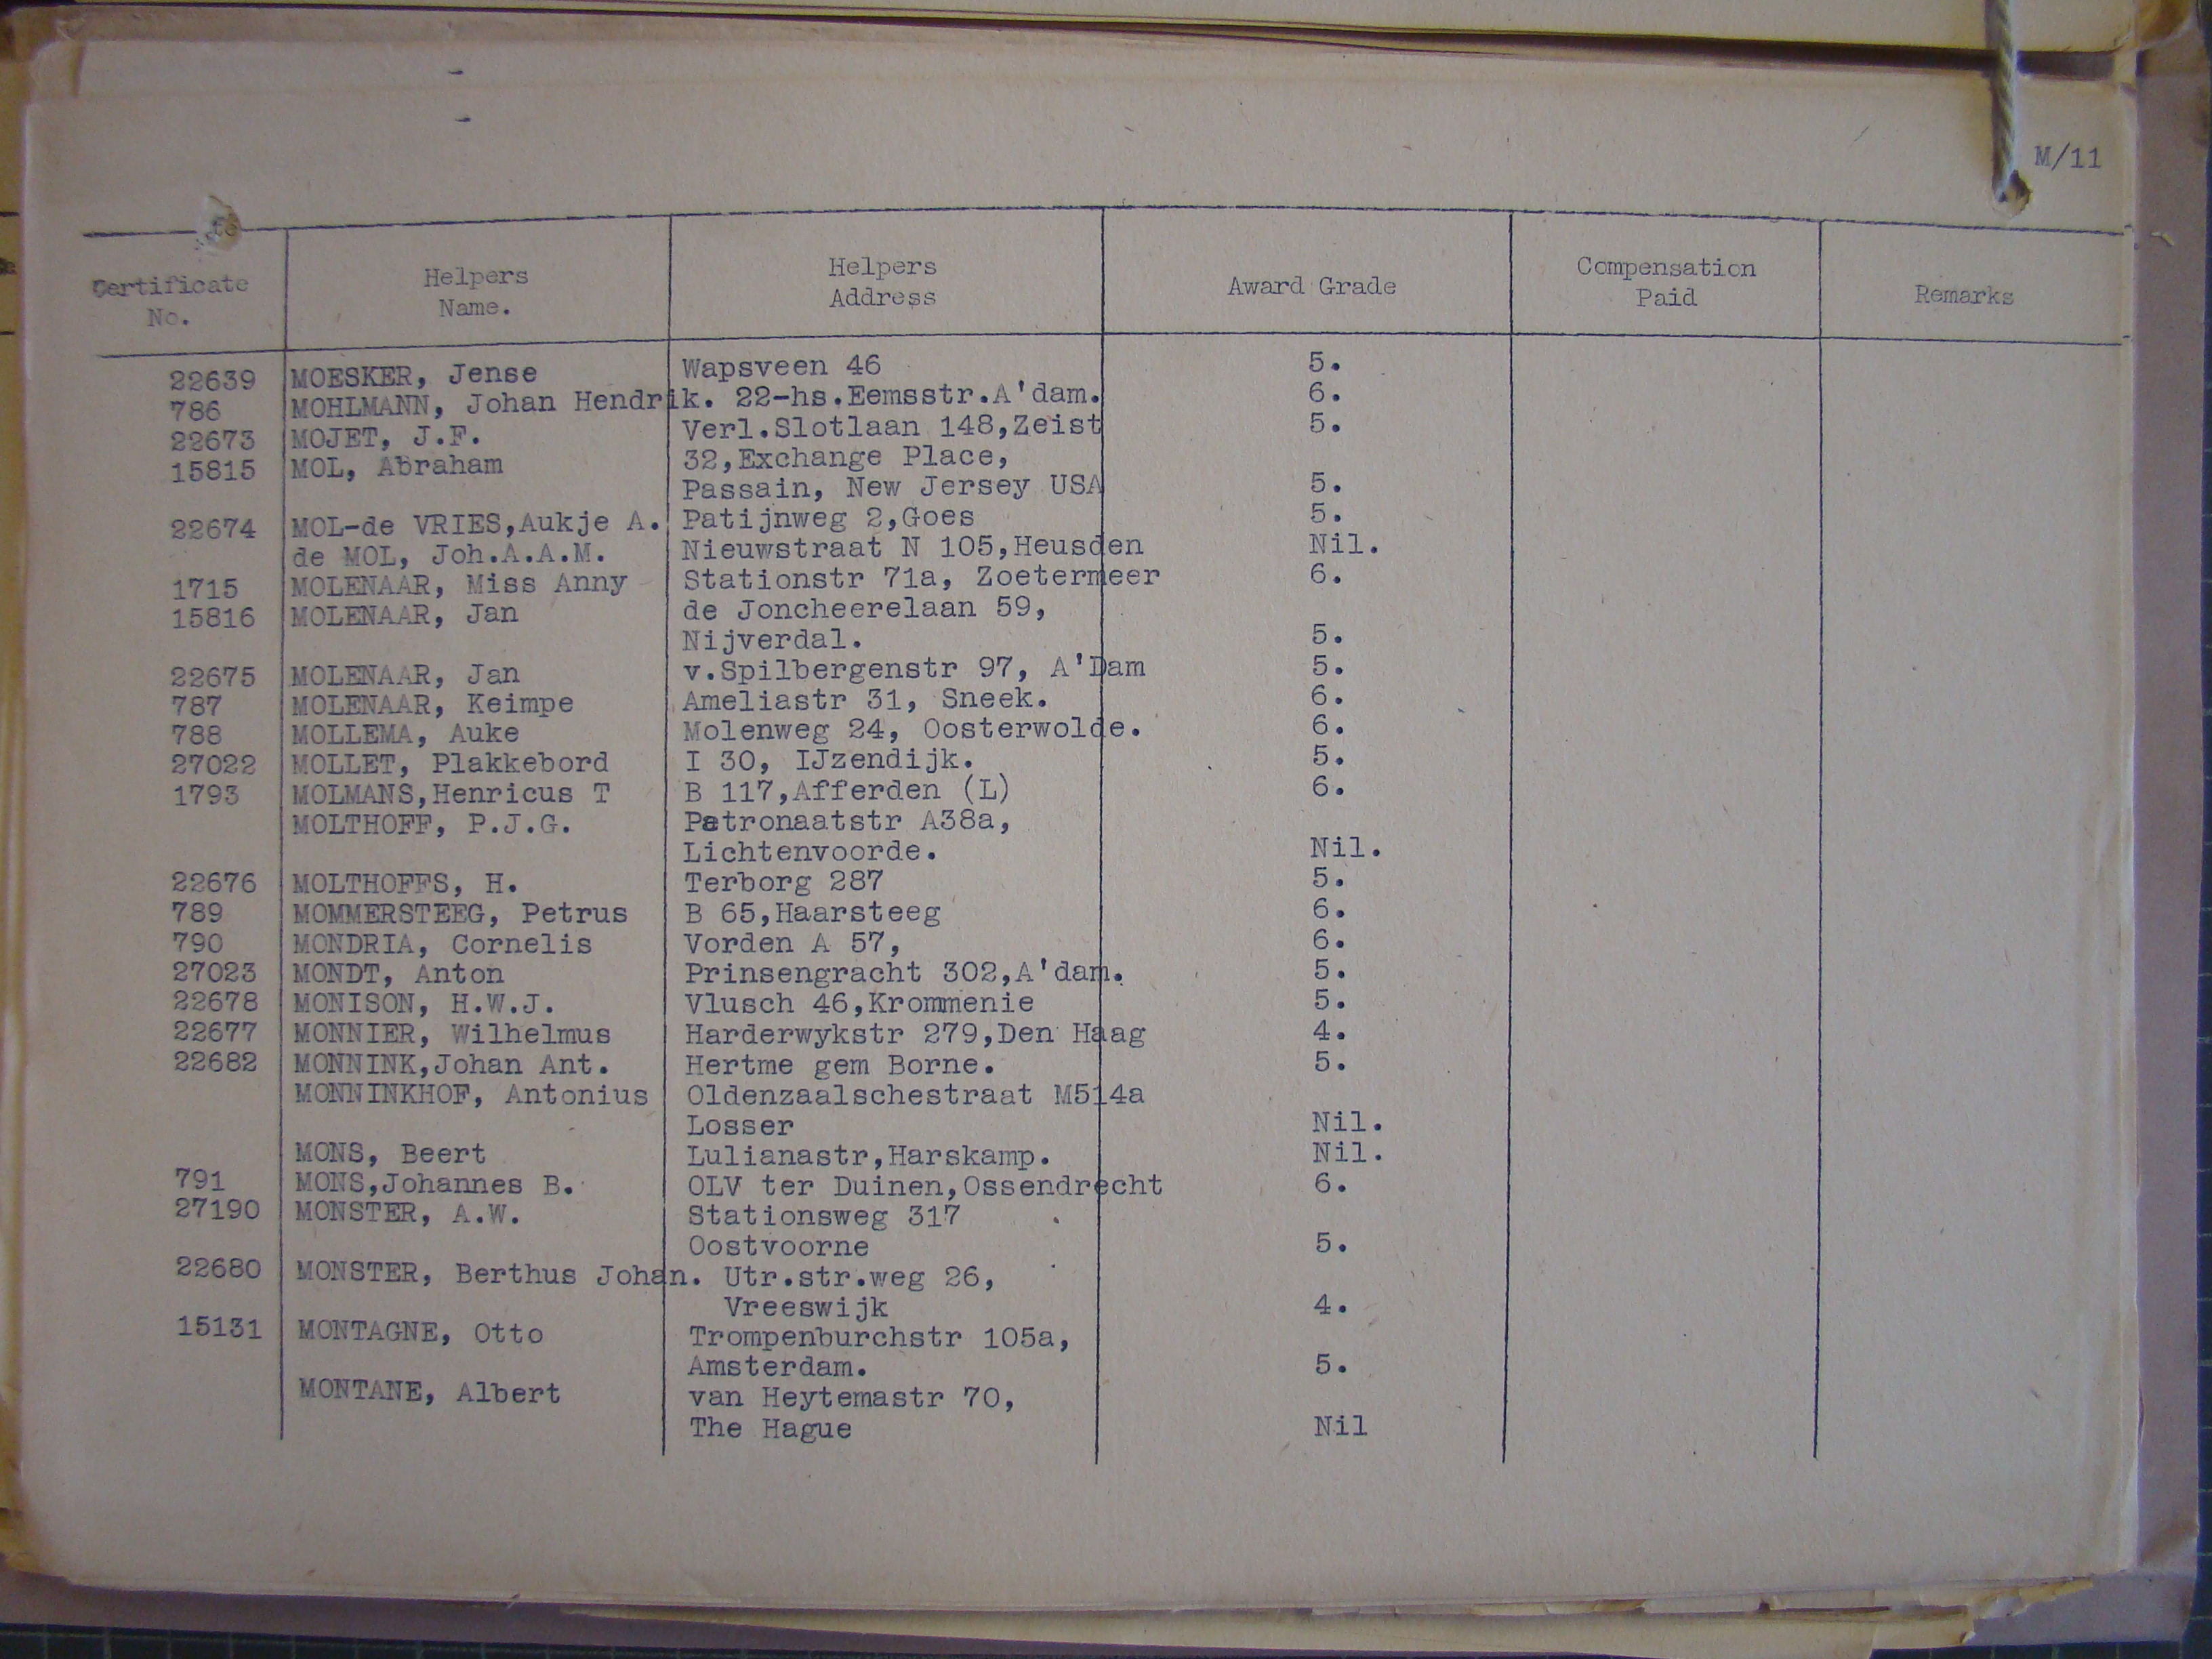 M/11
Certificate No. Helpers Name. Helpers Address Award Grade Compensation Paid Remarks
22639 MOESKER, Jense Wapsveen 46 5.
786 MOHLMANN, Johan Hendrik. 22-hs.Eemsstr.A'dam. 6.
22673 MOJET, J.F. Verl.Slotlaan 148,Zeist 5.
15815 MOL, Abraham 32,Exchange Place,
Passain, New Jersey USA 5.
22674 MOL-de VRIES,Aukje A. Patijnweg 2,Goes 5.
de MOL, Joh.A.A.M. Nieuwstraat N 105,Heusden Nil.
1715 MOLENAAR, Miss Anny Stationstr 71a, Zoetermeer 6.
15816 MOLENAAR, Jan de Joncheerelaan 59,
Nijverdal. 5.
22675 MOLENAAR, Jan v.Spilbergenstr 97, A'Dam 5.
787 MOLENAAR, Keimpe Ameliastr 31, Sneek. 6.
788 MOLLEMA, Auke Molenweg 24, Oosterwolde. 6.
27022 MOLLET, Plakkebord I 30, IJzendijk. 5.
1793 MOLMANS,Henricus T B 117,Afferden (L) 6.
MOLTHOFF, P.J.G. Patronaatstr A38a,
Lichtenvoorde. Nil.
22676 MOLTHOFFS, H. Terborg 287 5.
789 MOMMERSTEEG, Petrus B 65,Haarsteeg 6.
790 MONDRIA, Cornelis Vorden A 57, 6.
27023 MONDT, Anton Prinsengracht 302,A'dam. 5.
22678 MONISON, H.W.J. Vlusch 46,Krommenie 5.
22677 MONNIER, Wilhelmus Harderwykstr 279,Den Haag 4.
22682 MONNINK,Johan Ant. Hertme gem Borne. 5.
MONNINKHOF, Antonius Oldenzaalschestraat M514a
Losser Nil.
MONS, Beert Lulianastr,Harskamp. Nil.
791 MONS,Johannes B. OLV ter Duinen,Ossendrecht 6.
27190 MONSTER, A.W. Stationsweg 317
Oostvoorne 5.
22680 MONSTER, Berthus Johan. Utr.str.weg 26,
Vreeswijk 4.
15131 MONTAGNE, Otto Trompenburchstr 105a,
Amsterdam. 5.
MONTANE, Albert van Heytemastr 70,
The Hague Nil